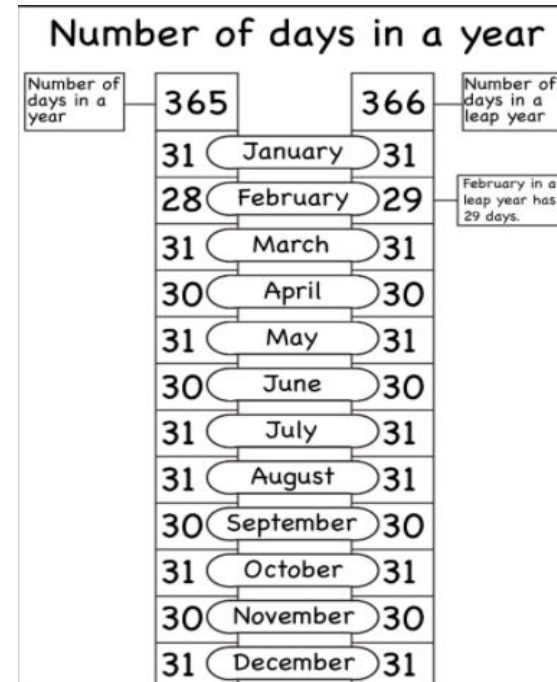 Number of days in a year
Number of
days in a
year
365
366
Number of
days in a
leap year
31 January 31
28 February 29
February in a
leap year has
29 days.
31 March 31
30 April 30
31 May 31
30 June 30
31 July 31
31 August 31
30 September 30
31 October 31
30 November 30
31 December 31